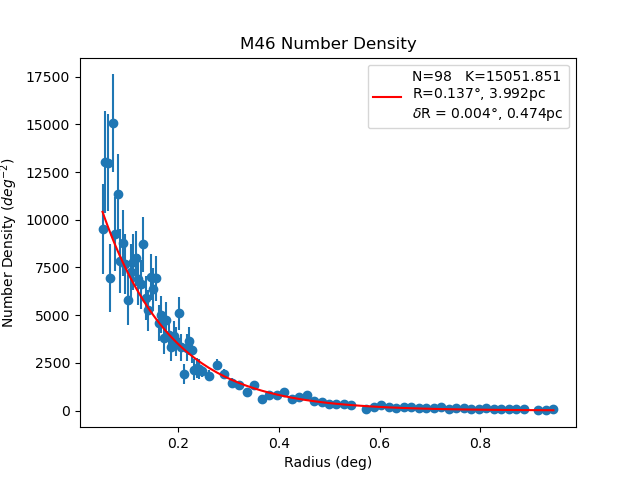 M46 Number Density
N=98   K=15051.851
R=0.137°, 3.992pc
δR = 0.004°, 0.474pc
17500
15000
12500
10000
7500
5000
2500
0
Number Density (deg⁻²)
0.2 0.4 0.6 0.8
Radius (deg)